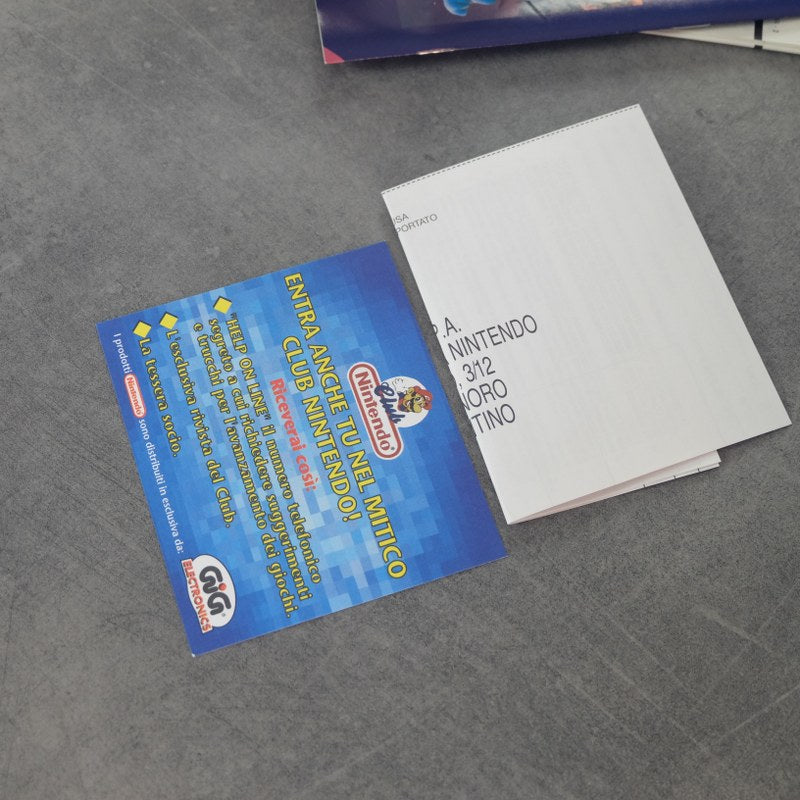 Nintendo®
Club
ENTRA ANCHE TU NEL MITICO
CLUB NINTENDO!
Riceverai così:
"HELP ON LINE" il numero telefonico
segreto a cui richiedere suggerimenti
e trucchi per l'avanzamento dei giochi.
L'esclusiva rivista del Club.
La tessera socio.
I prodotti Nintendo sono distribuiti in esclusiva da:
GiG®
ELECTRONICS
SA
PORTATO
P.A.
NINTENDO
3/12
NORO
TINO